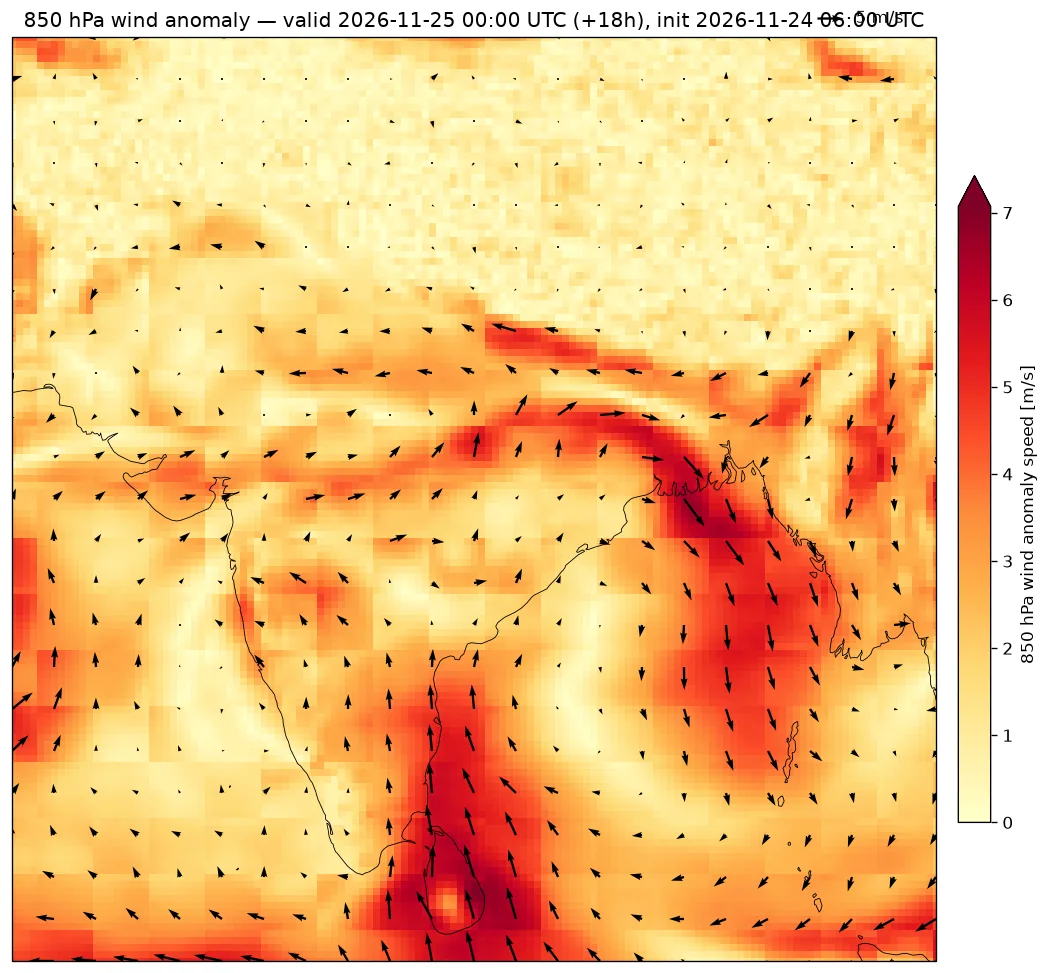 850 hPa wind anomaly — valid 2026-11-25 00:00 UTC (+18h), init 2026-11-24 06:00 UTC
5 m/s
7
6
5
4
3
2
1
0
850 hPa wind anomaly speed [m/s]